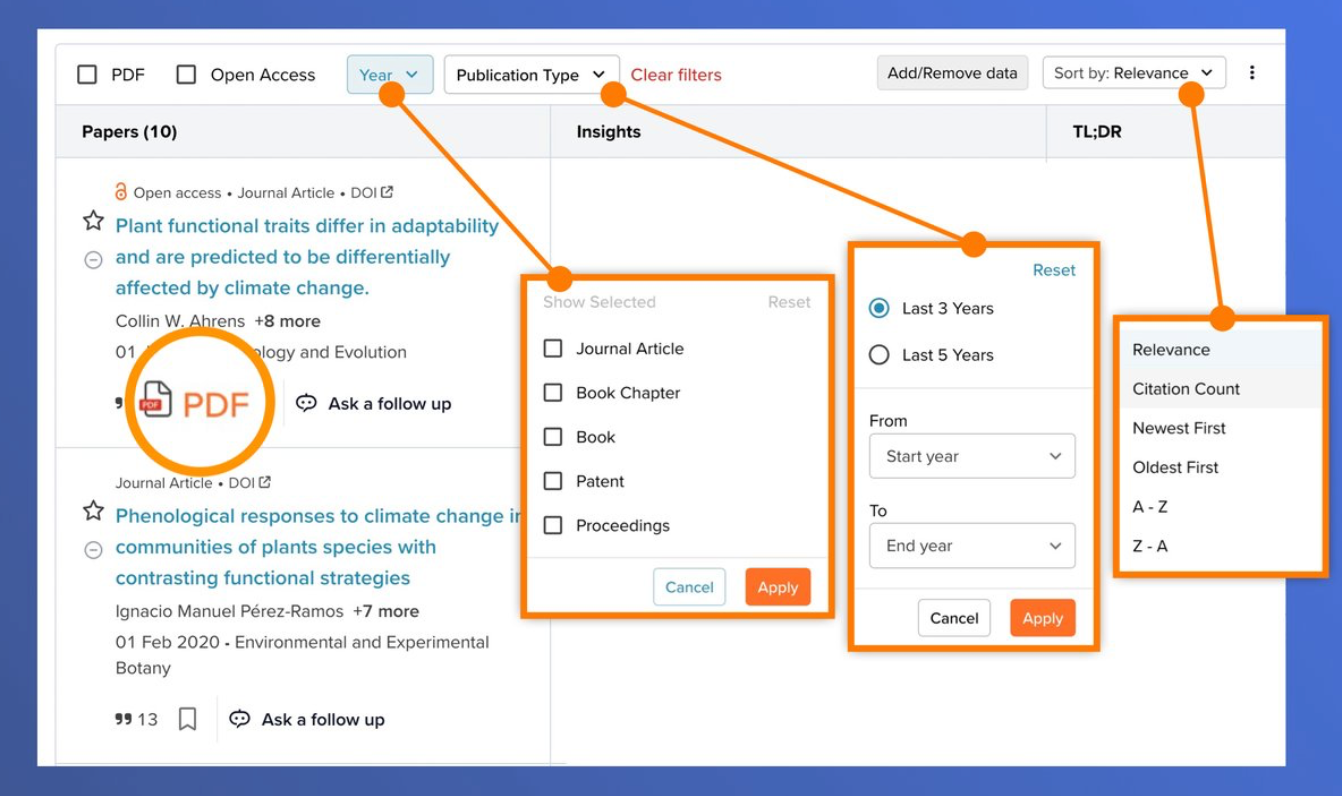 PDF
Open Access
Year
Publication Type
Clear filters
Add/Remove data
Sort by: Relevance
Papers (10)
Insights
TL;DR
Open access • Journal Article • DOI
Plant functional traits differ in adaptability
and are predicted to be differentially
affected by climate change.
Collin W. Ahrens +8 more
01 and Evolution
PDF
PDF
Ask a follow up
Journal Article • DOI
Phenological responses to climate change
communities of plants species with
contrasting functional strategies
Ignacio Manuel Pérez-Ramos +7 more
01 Feb 2020 - Environmental and Experimental
Botany
13
Ask a follow up
Show Selected
Reset
Journal Article
Book Chapter
Book
Patent
Proceedings
Cancel
Apply
Reset
Last 3 Years
Last 5 Years
From
Start year
To
End year
Cancel
Apply
Relevance
Citation Count
Newest First
Oldest First
A - Z
Z - A